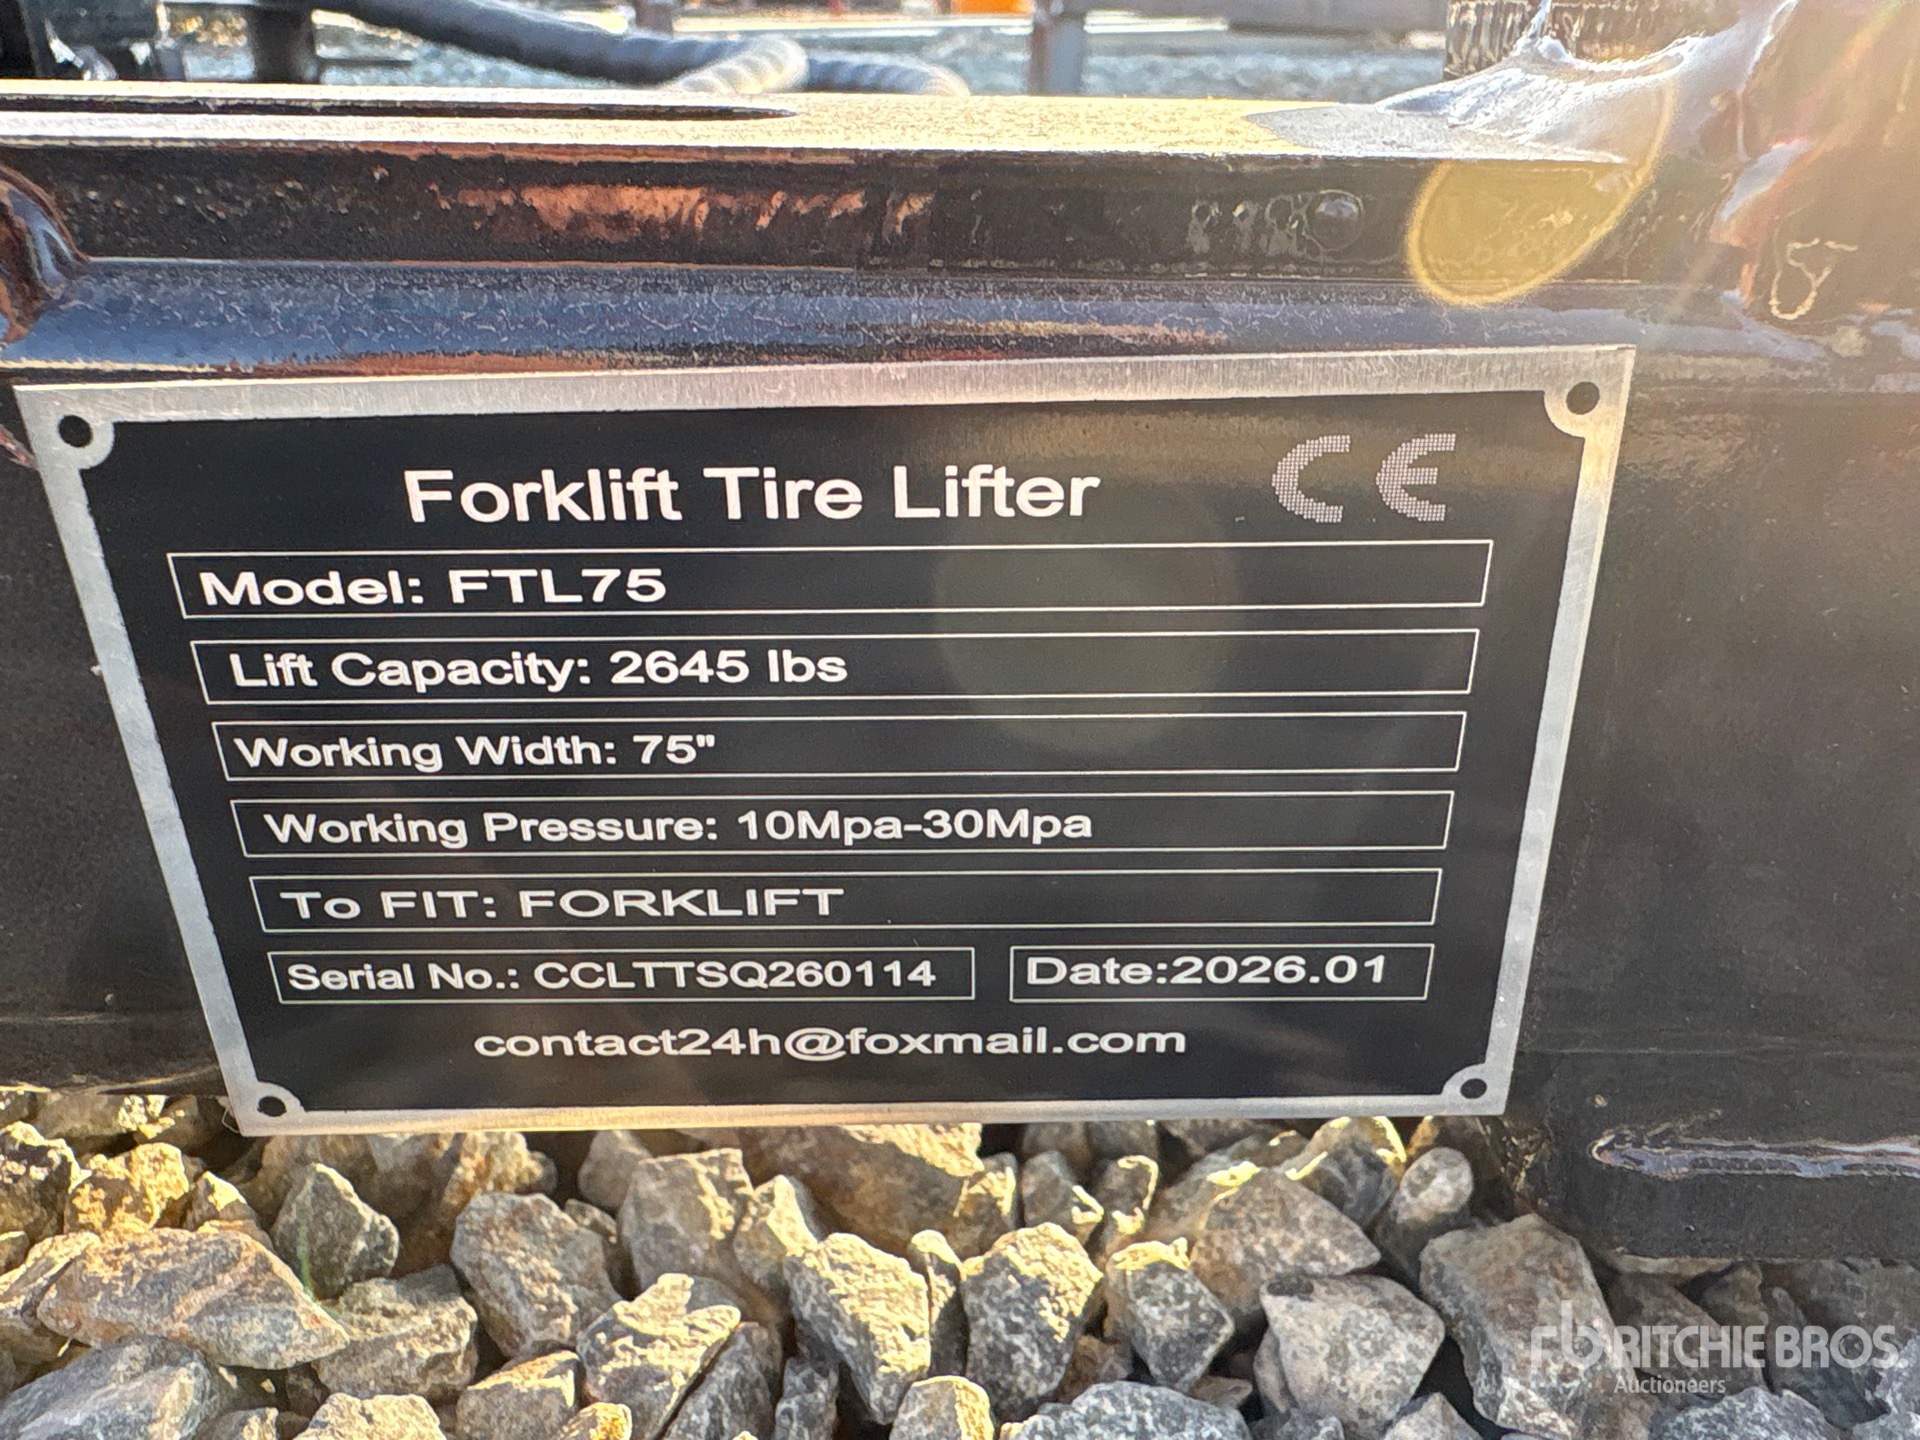 Forklift Tire Lifter CE
Model: FTL75
Lift Capacity: 2645 lbs
Working Width: 75"
Working Pressure: 10Mpa-30Mpa
To FIT: FORKLIFT
Serial No.: CCLTTSQ260114 Date:2026.01
contact24h@foxmail.com
rb RITCHIE BROS.
Auctioneers